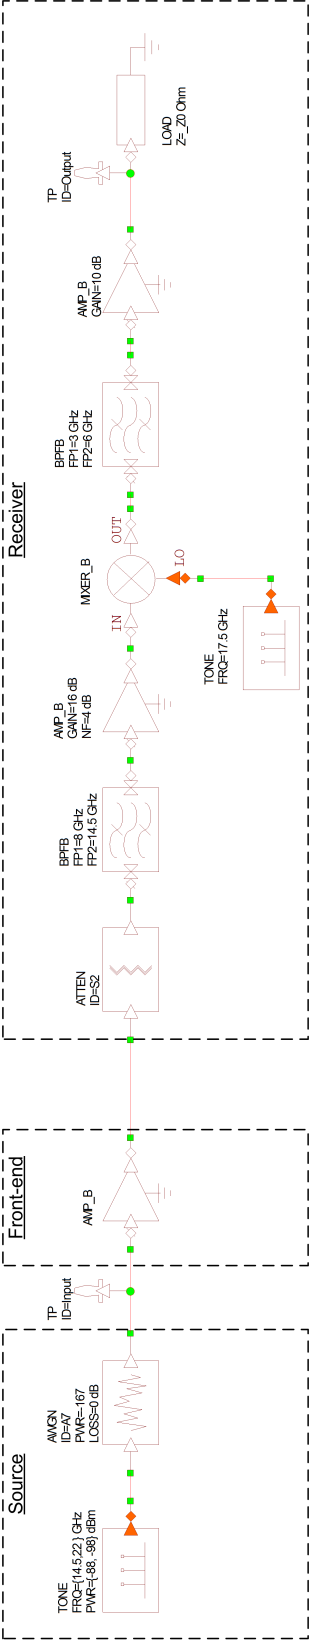 Source
TONE
FRQ={14.5,22 } GHz
PWR={-88, -98} dBm
AWGN
ID=A7
PWR=-167
LOSS=0 dB
TP
ID=Input
Front-end
AMP_B
Receiver
ATTEN
ID=S2
BPFB
FP1=8 GHz
FP2=14.5 GHz
AMP_B
GAIN=16 dB
NF=4 dB
IN
MIXER_B
OUT
LO
TONE
FRQ=17.5 GHz
BPFB
FP1=3 GHz
FP2=6 GHz
AMP_B
GAIN=10 dB
TP
ID=Output
LOAD
Z=_Z0 Ohm